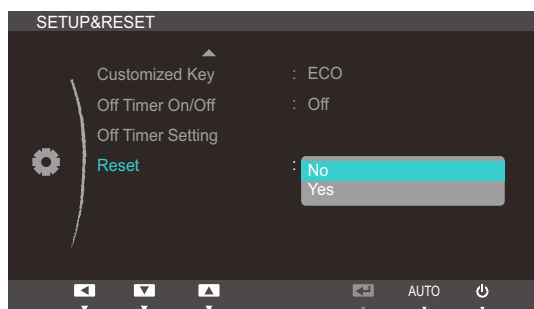 SETUP&RESET
Customized Key : ECO
Off Timer On/Off : Off
Off Timer Setting
Reset : No
Yes
AUTO